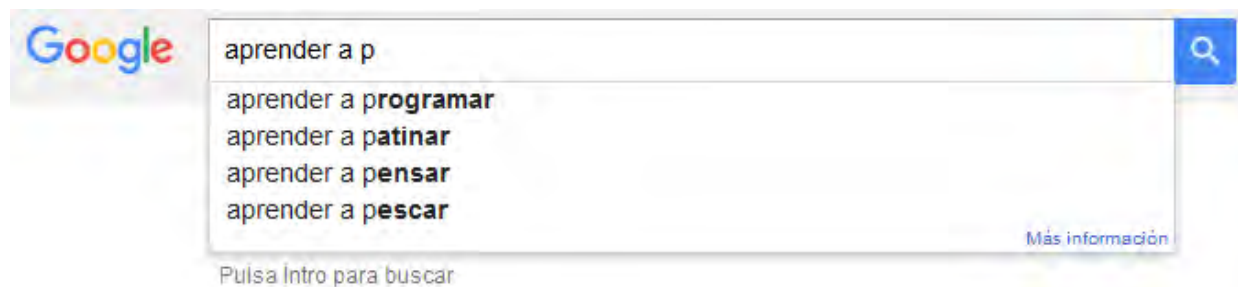 Google
aprender a p
aprender a programar
aprender a patinar
aprender a pensar
aprender a pescar
Más información
Pulsa Intro para buscar